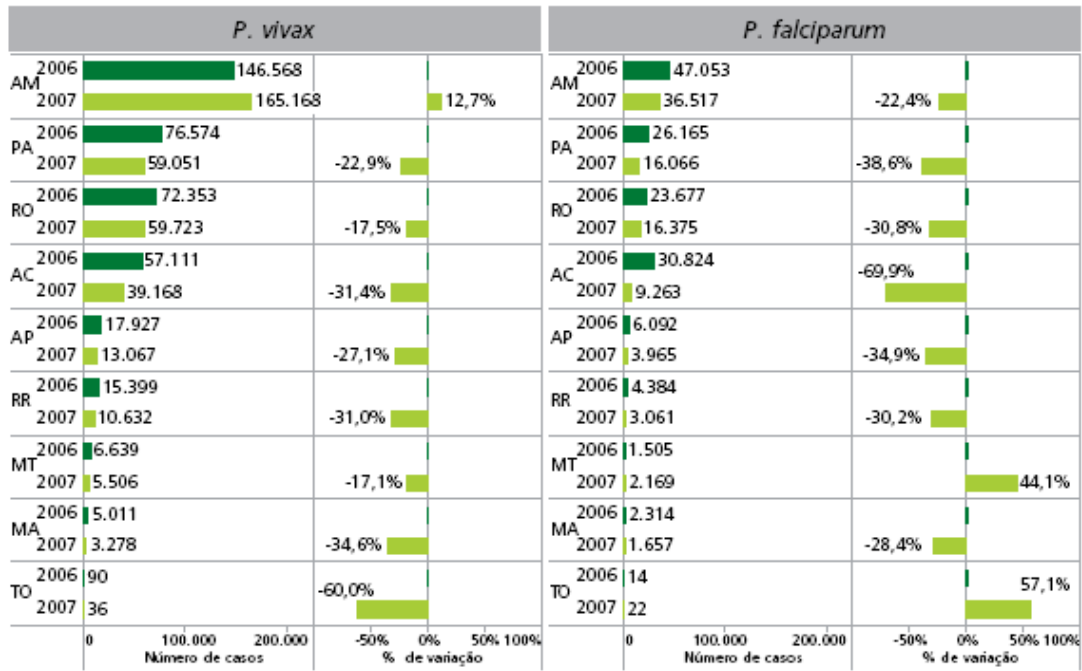 P. vivax
P. falciparum
AM 2006 146.568
2007 165.168 12,7%
PA 2006 76.574
2007 59.051 -22,9%
RO 2006 72.353
2007 59.723 -17,5%
AC 2006 57.111
2007 39.168 -31,4%
AP 2006 17.927
2007 13.067 -27,1%
RR 2006 15.399
2007 10.632 -31,0%
MT 2006 6.639
2007 5.506 -17,1%
MA 2006 5.011
2007 3.278 -34,6%
TO 2006 90 -60,0%
2007 36
0 100.000 200.000 -50% 0% 50% 100%
Número de casos % de variação
AM 2006 47.053
2007 36.517 -22,4%
PA 2006 26.165
2007 16.066 -38,6%
RO 2006 23.677
2007 16.375 -30,8%
AC 2006 30.824 -69,9%
2007 9.263
AP 2006 6.092
2007 3.965 -34,9%
RR 2006 4.384
2007 3.061 -30,2%
MT 2006 1.505
2007 2.169 44,1%
MA 2006 2.314
2007 1.657 -28,4%
TO 2006 14 57,1%
2007 22
0 100.000 200.000 -50% 0% 50% 100%
Número de casos % de variação